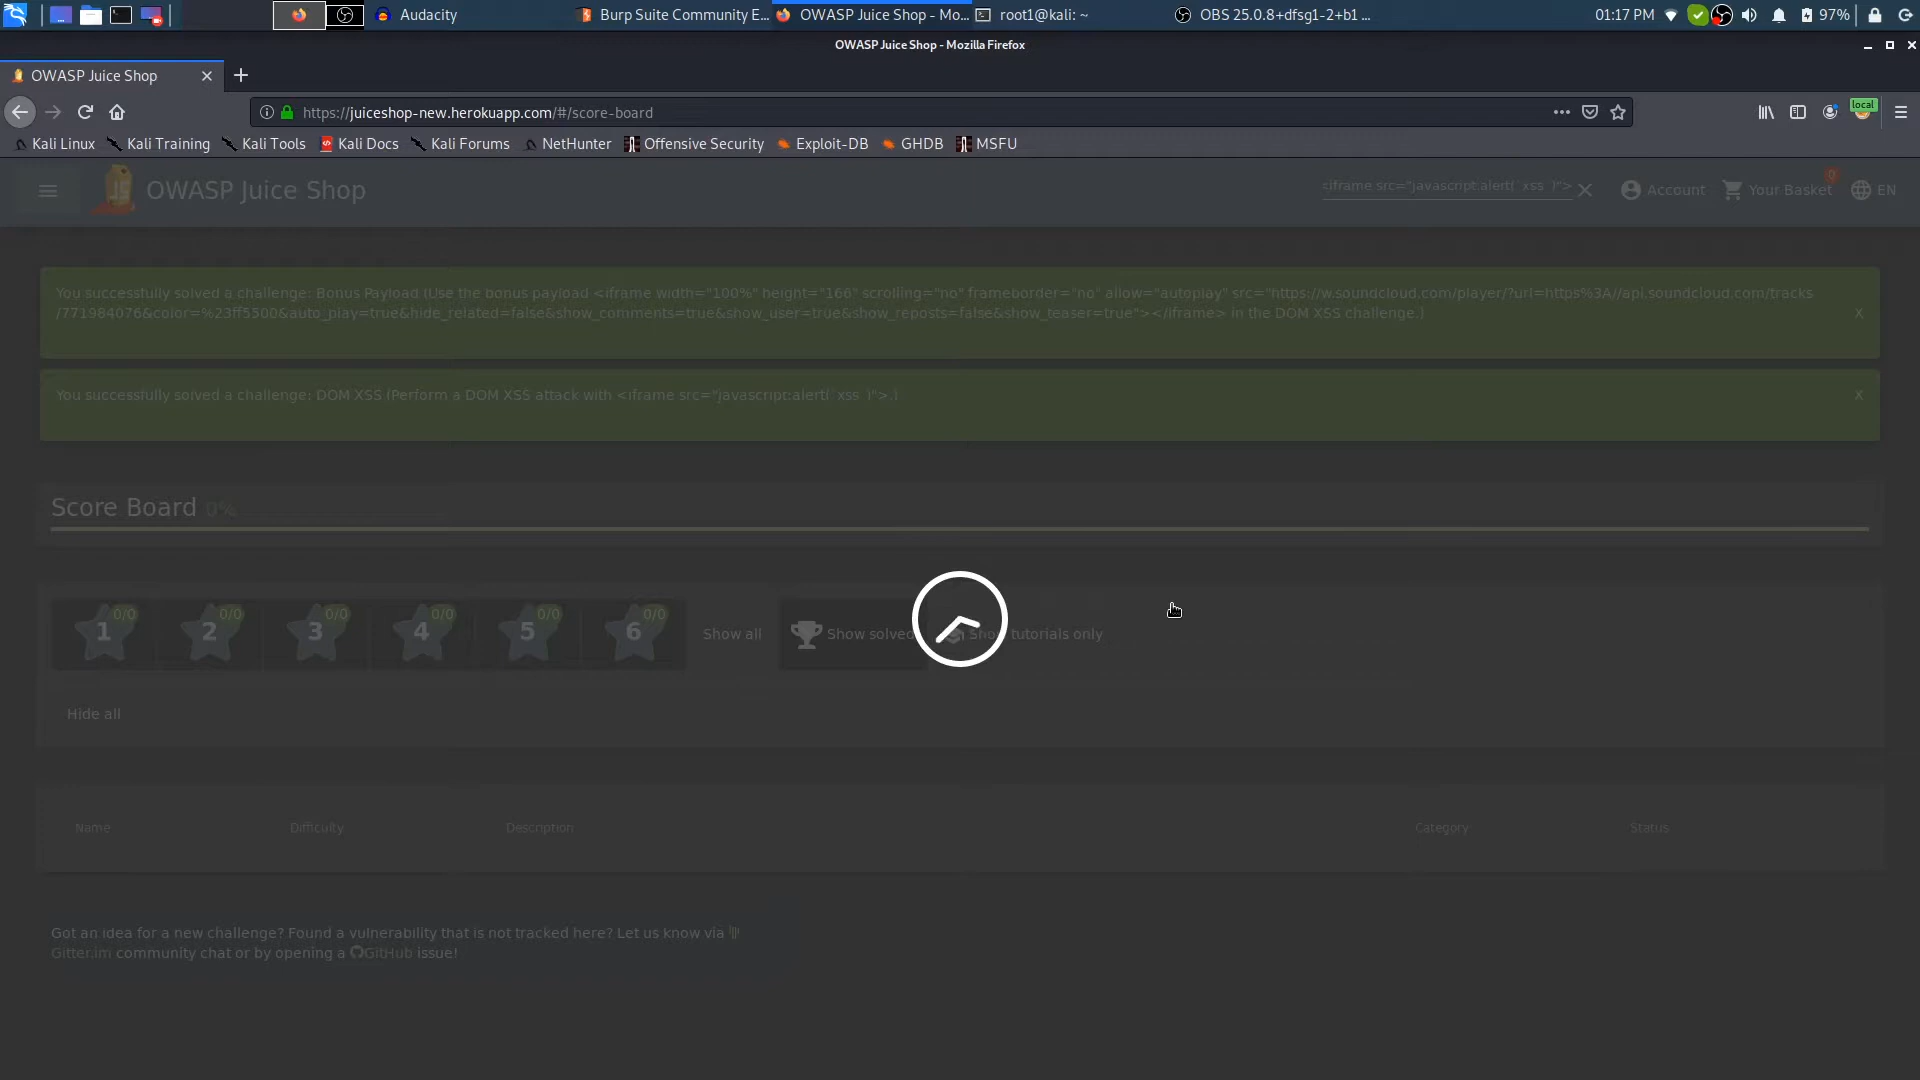 Audacity
Burp Suite Community E...
OWASP Juice Shop - Mo...
root1@kali: ~
OBS 25.0.8+dfsg1-2+b1 ...
01:17 PM
97%
OWASP Juice Shop - Mozilla Firefox
OWASP Juice Shop
https://juiceshop-new.herokuapp.com/#/score-board
local
Kali Linux
Kali Training
Kali Tools
Kali Docs
Kali Forums
NetHunter
Offensive Security
Exploit-DB
GHDB
MSFU
OWASP Juice Shop
<iframe src="javascript:alert(`xss`)">
Account
Your Basket
0
EN
You successfully solved a challenge: Bonus Payload (Use the bonus payload <iframe width="100%" height="166" scrolling="no" frameborder="no" allow="autoplay" src="https://w.soundcloud.com/player/?url=https%3A//api.soundcloud.com/tracks
/771984076&color=%23ff5500&auto_play=true&hide_related=false&show_comments=true&show_user=true&show_reposts=false&show_teaser=true"></iframe> in the DOM XSS challenge.)
X
You successfully solved a challenge: DOM XSS (Perform a DOM XSS attack with <iframe src="javascript:alert(`xss`)">.)
X
Score Board 0%
1 0/0
2 0/0
3 0/0
4 0/0
5 0/0
6 0/0
Show all
Show solved
Show tutorials only
Hide all
Name
Difficulty
Description
Category
Status
Got an idea for a new challenge? Found a vulnerability that is not tracked here? Let us know via
Gitter.im community chat or by opening a GitHub issue!